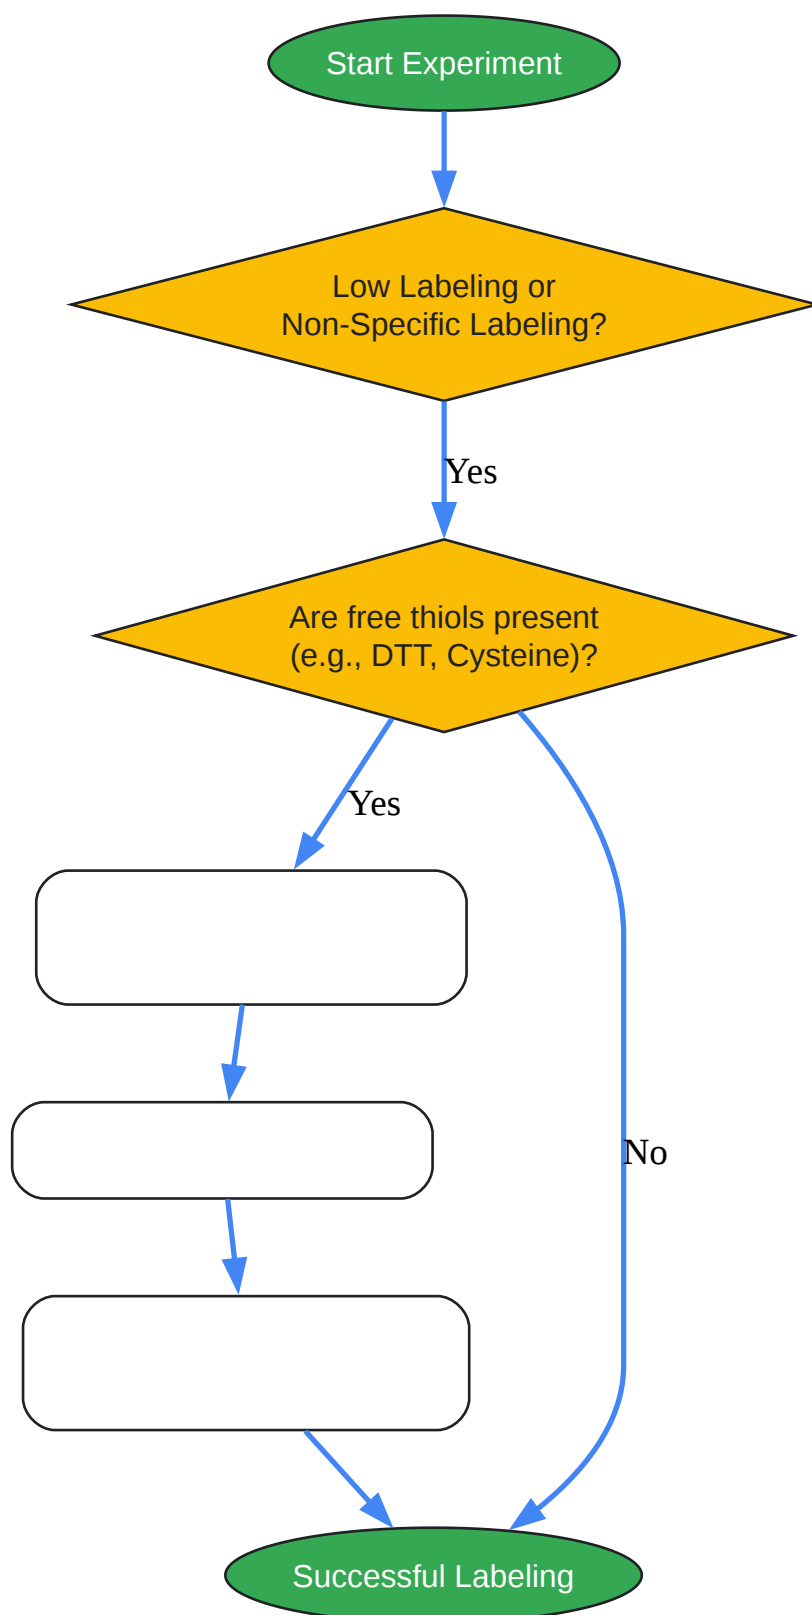 Start Experiment
Low Labeling or
Non-Specific Labeling?
Yes
Are free thiols present
(e.g., DTT, Cysteine)?
Yes
No
Successful Labeling